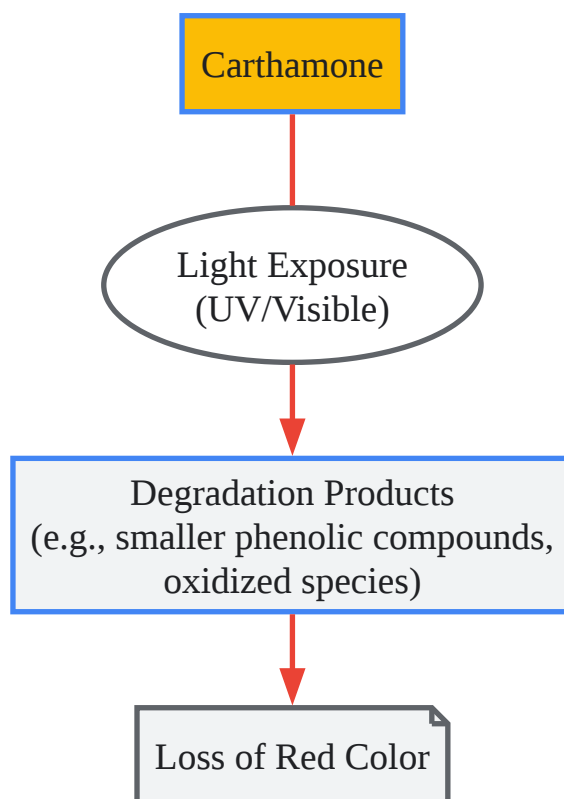 Carthamone
Light Exposure
(UV/Visible)
Degradation Products
(e.g., smaller phenolic compounds,
oxidized species)
Loss of Red Color